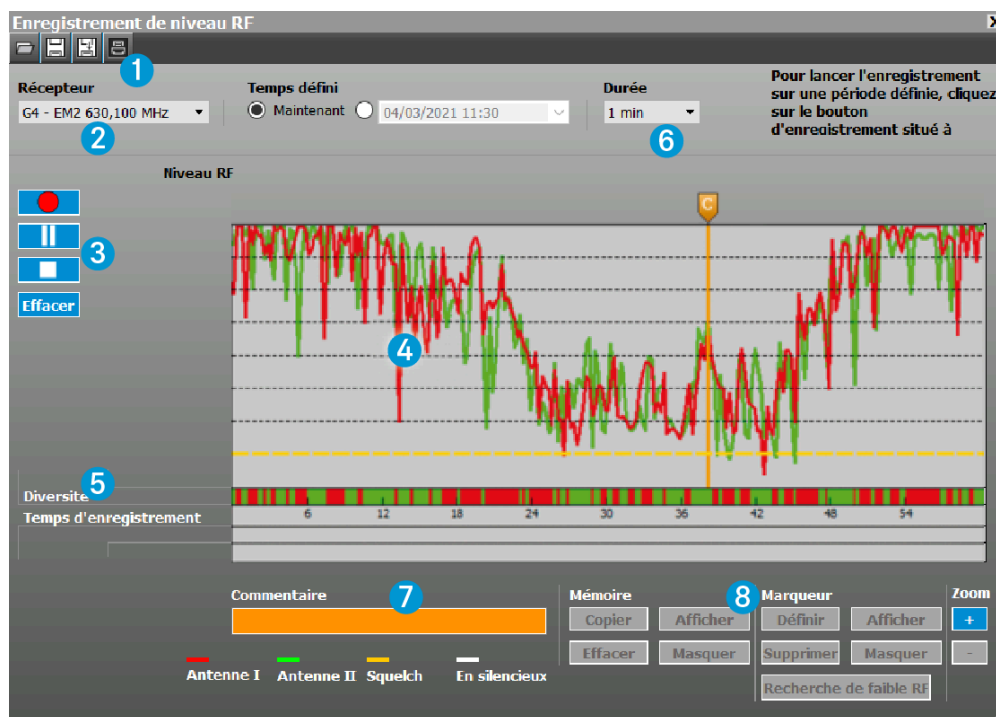 Enregistrement de niveau RF
1
Récepteur
G4 - EM2 630,100 MHz
2
Temps défini
Maintenant
04/03/2021 11:30
Durée
1 min
6
Pour lancer l'enregistrement
sur une période définie, cliquez
sur le bouton
d'enregistrement situé à
Niveau RF
3
Effacer
C
4
5
Diversité
Temps d'enregistrement
6 12 18 24 30 36 42 48 54
Commentaire
7
Mémoire
8
Marqueur
Zoom
Copier Afficher Définir Afficher +
Effacer Masquer Supprimer Masquer -
Recherche de faible RF
Antenne I Antenne II Squelch En silencieux